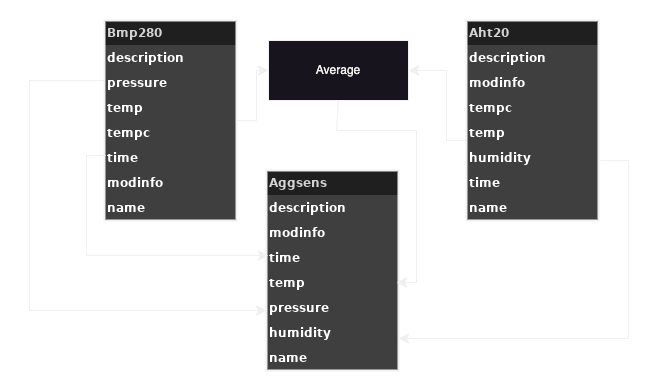 Bmp280
description
pressure
temp
tempc
time
modinfo
name
Average
Aht20
description
modinfo
tempc
temp
humidity
time
name
Aggsens
description
modinfo
time
temp
pressure
humidity
name